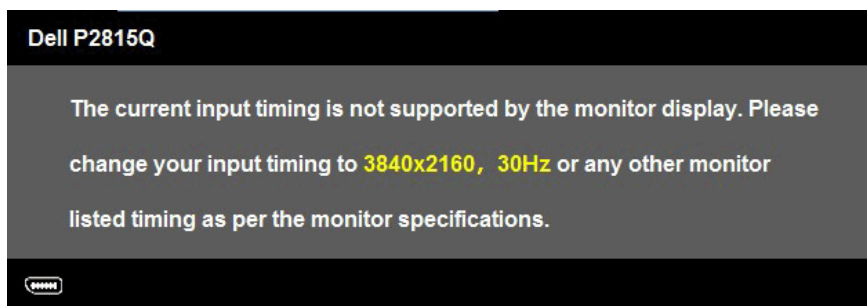 Dell P2815Q
The current input timing is not supported by the monitor display. Please
change your input timing to 3840x2160, 30Hz or any other monitor
listed timing as per the monitor specifications.